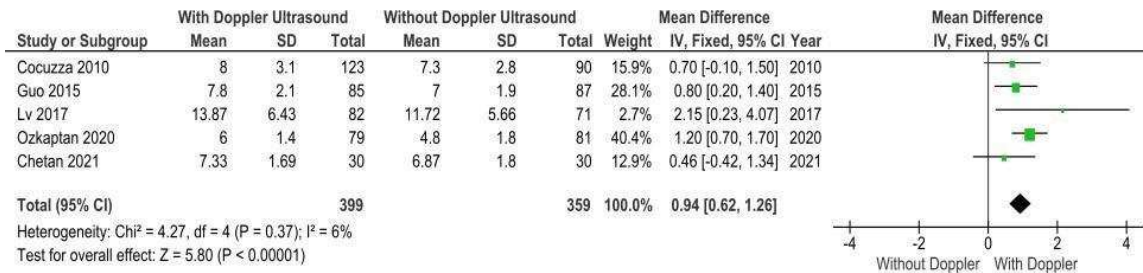 With Doppler Ultrasound Without Doppler Ultrasound Mean Difference Mean Difference
Study or Subgroup Mean SD Total Mean SD Total Weight IV, Fixed, 95% CI Year IV, Fixed, 95% CI
Cocuzza 2010 8 3.1 123 7.3 2.8 90 15.9% 0.70 [-0.10, 1.50] 2010
Guo 2015 7.8 2.1 85 7 1.9 87 28.1% 0.80 [0.20, 1.40] 2015
Lv 2017 13.87 6.43 82 11.72 5.66 71 2.7% 2.15 [0.23, 4.07] 2017
Ozkaptan 2020 6 1.4 79 4.8 1.8 81 40.4% 1.20 [0.70, 1.70] 2020
Chetan 2021 7.33 1.69 30 6.87 1.8 30 12.9% 0.46 [-0.42, 1.34] 2021
Total (95% CI) 399 359 100.0% 0.94 [0.62, 1.26]
Heterogeneity: Chi² = 4.27, df = 4 (P = 0.37); I² = 6%
Test for overall effect: Z = 5.80 (P < 0.00001)
-4 -2 0 2 4
Without Doppler With Doppler